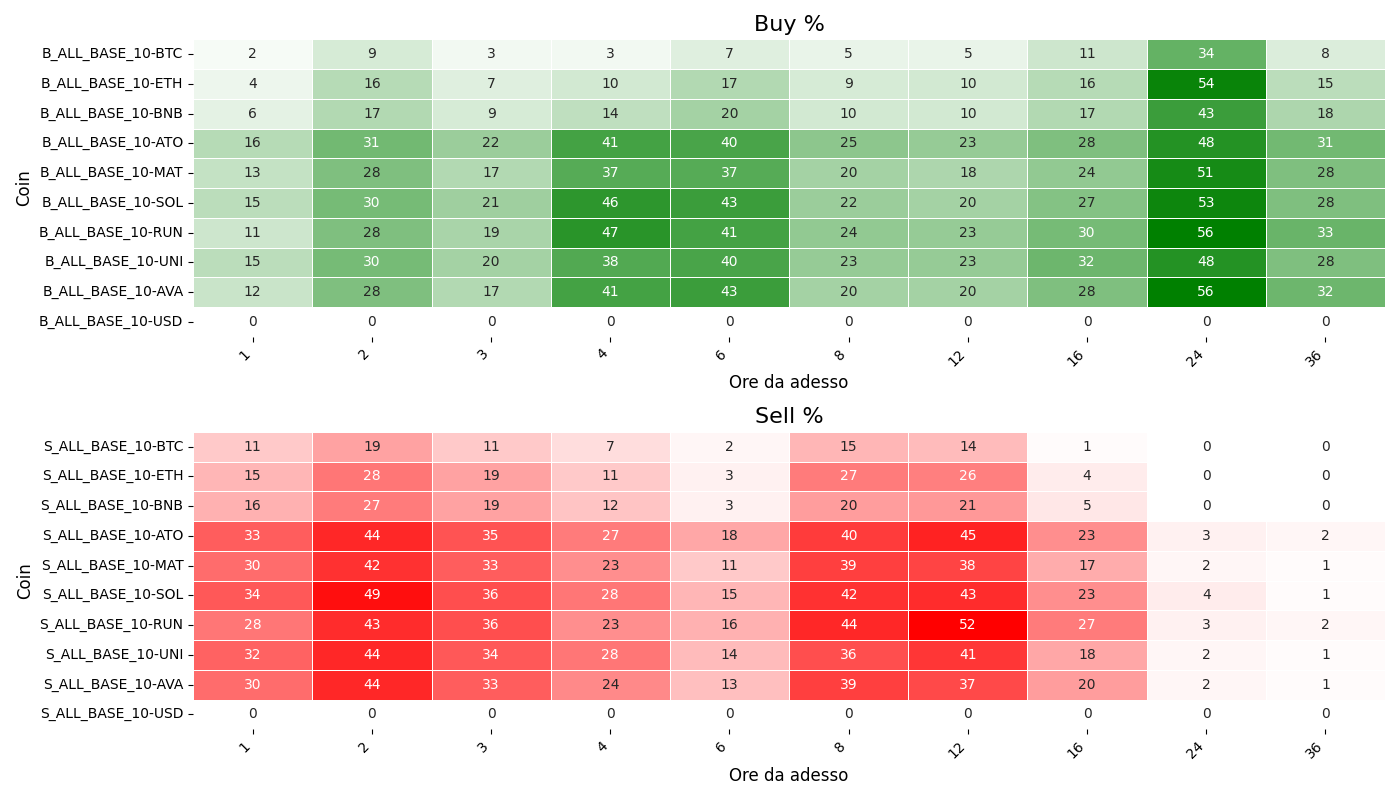 Buy %
Coin
B_ALL_BASE_10-BTC 2 9 3 3 7 5 5 11 34 8
B_ALL_BASE_10-ETH 4 16 7 10 17 9 10 16 54 15
B_ALL_BASE_10-BNB 6 17 9 14 20 10 10 17 43 18
B_ALL_BASE_10-ATO 16 31 22 41 40 25 23 28 48 31
B_ALL_BASE_10-MAT 13 28 17 37 37 20 18 24 51 28
B_ALL_BASE_10-SOL 15 30 21 46 43 22 20 27 53 28
B_ALL_BASE_10-RUN 11 28 19 47 41 24 23 30 56 33
B_ALL_BASE_10-UNI 15 30 20 38 40 23 23 32 48 28
B_ALL_BASE_10-AVA 12 28 17 41 43 20 20 28 56 32
B_ALL_BASE_10-USD 0 0 0 0 0 0 0 0 0 0
1 2 3 4 6 8 12 16 24 36
Ore da adesso
Sell %
Coin
S_ALL_BASE_10-BTC 11 19 11 7 2 15 14 1 0 0
S_ALL_BASE_10-ETH 15 28 19 11 3 27 26 4 0 0
S_ALL_BASE_10-BNB 16 27 19 12 3 20 21 5 0 0
S_ALL_BASE_10-ATO 33 44 35 27 18 40 45 23 3 2
S_ALL_BASE_10-MAT 30 42 33 23 11 39 38 17 2 1
S_ALL_BASE_10-SOL 34 49 36 28 15 42 43 23 4 1
S_ALL_BASE_10-RUN 28 43 36 23 16 44 52 27 3 2
S_ALL_BASE_10-UNI 32 44 34 28 14 36 41 18 2 1
S_ALL_BASE_10-AVA 30 44 33 24 13 39 37 20 2 1
S_ALL_BASE_10-USD 0 0 0 0 0 0 0 0 0 0
1 2 3 4 6 8 12 16 24 36
Ore da adesso